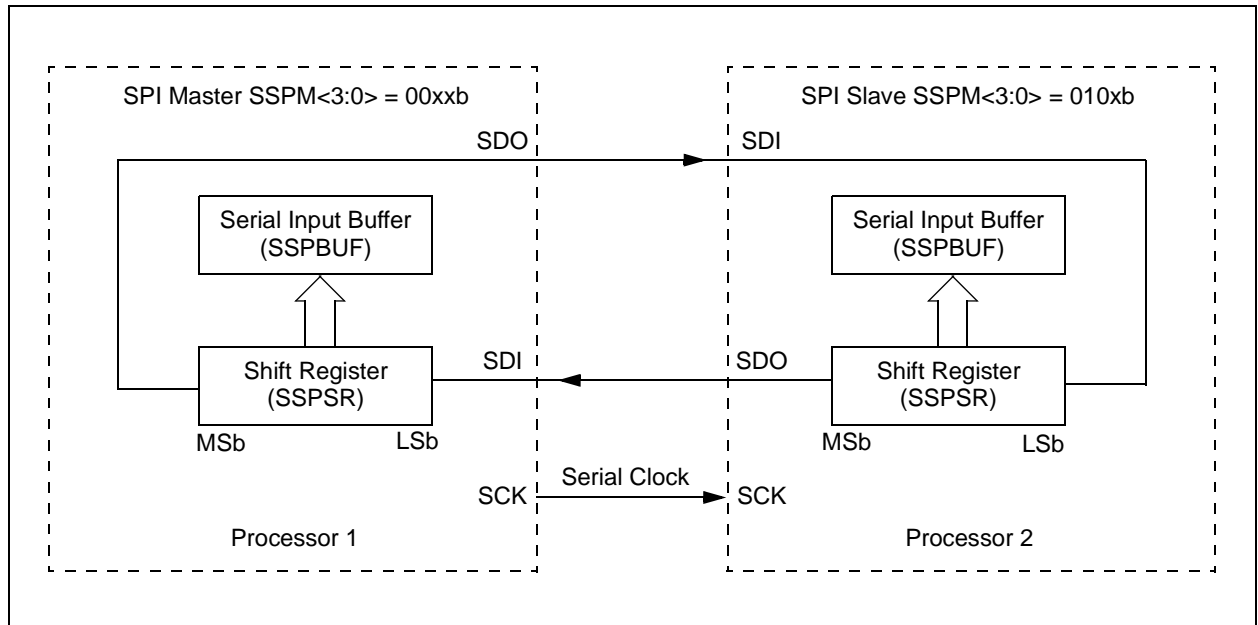 SPI Master SSPM<3:0> = 00xxb
SPI Slave SSPM<3:0> = 010xb
SDO
SDI
Serial Input Buffer
(SSPBUF)
Serial Input Buffer
(SSPBUF)
Shift Register
(SSPSR)
SDI
SDO
Shift Register
(SSPSR)
MSb
LSb
MSb
LSb
SCK
Serial Clock
SCK
Processor 1
Processor 2